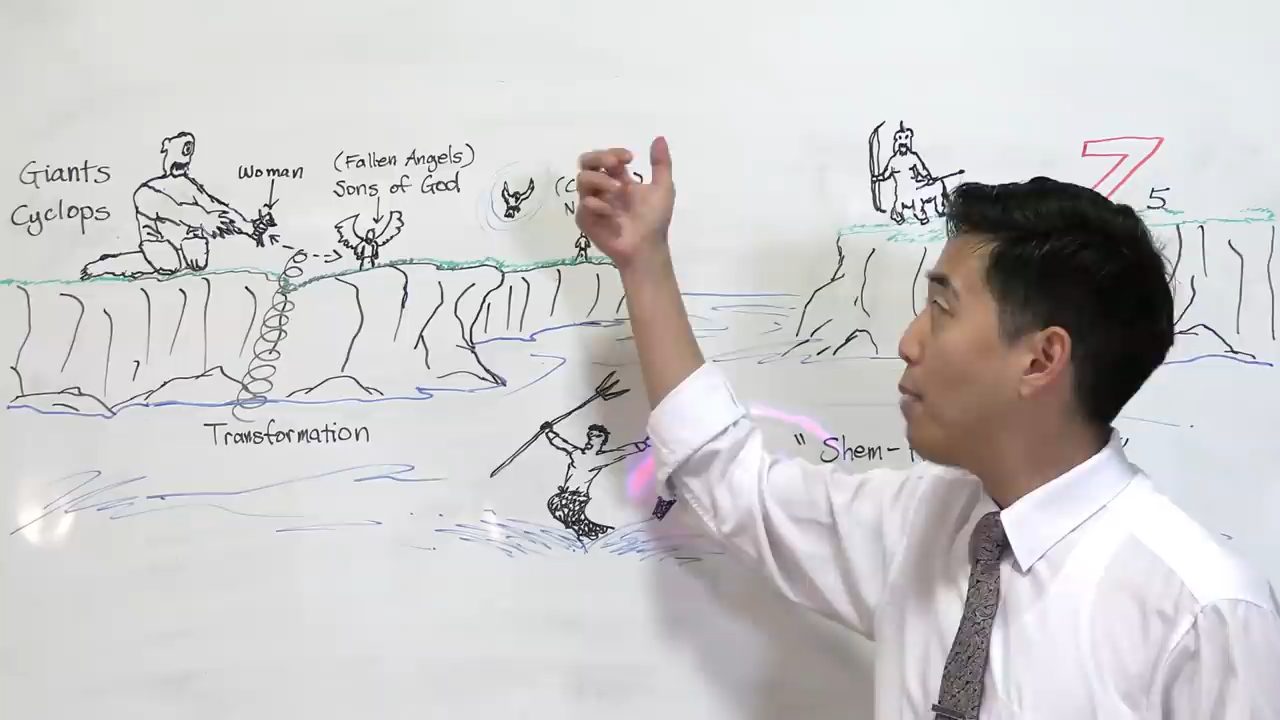 Giants
Cyclops
Woman
(Fallen Angels)
Sons of God
7
5
Transformation
"Shem-